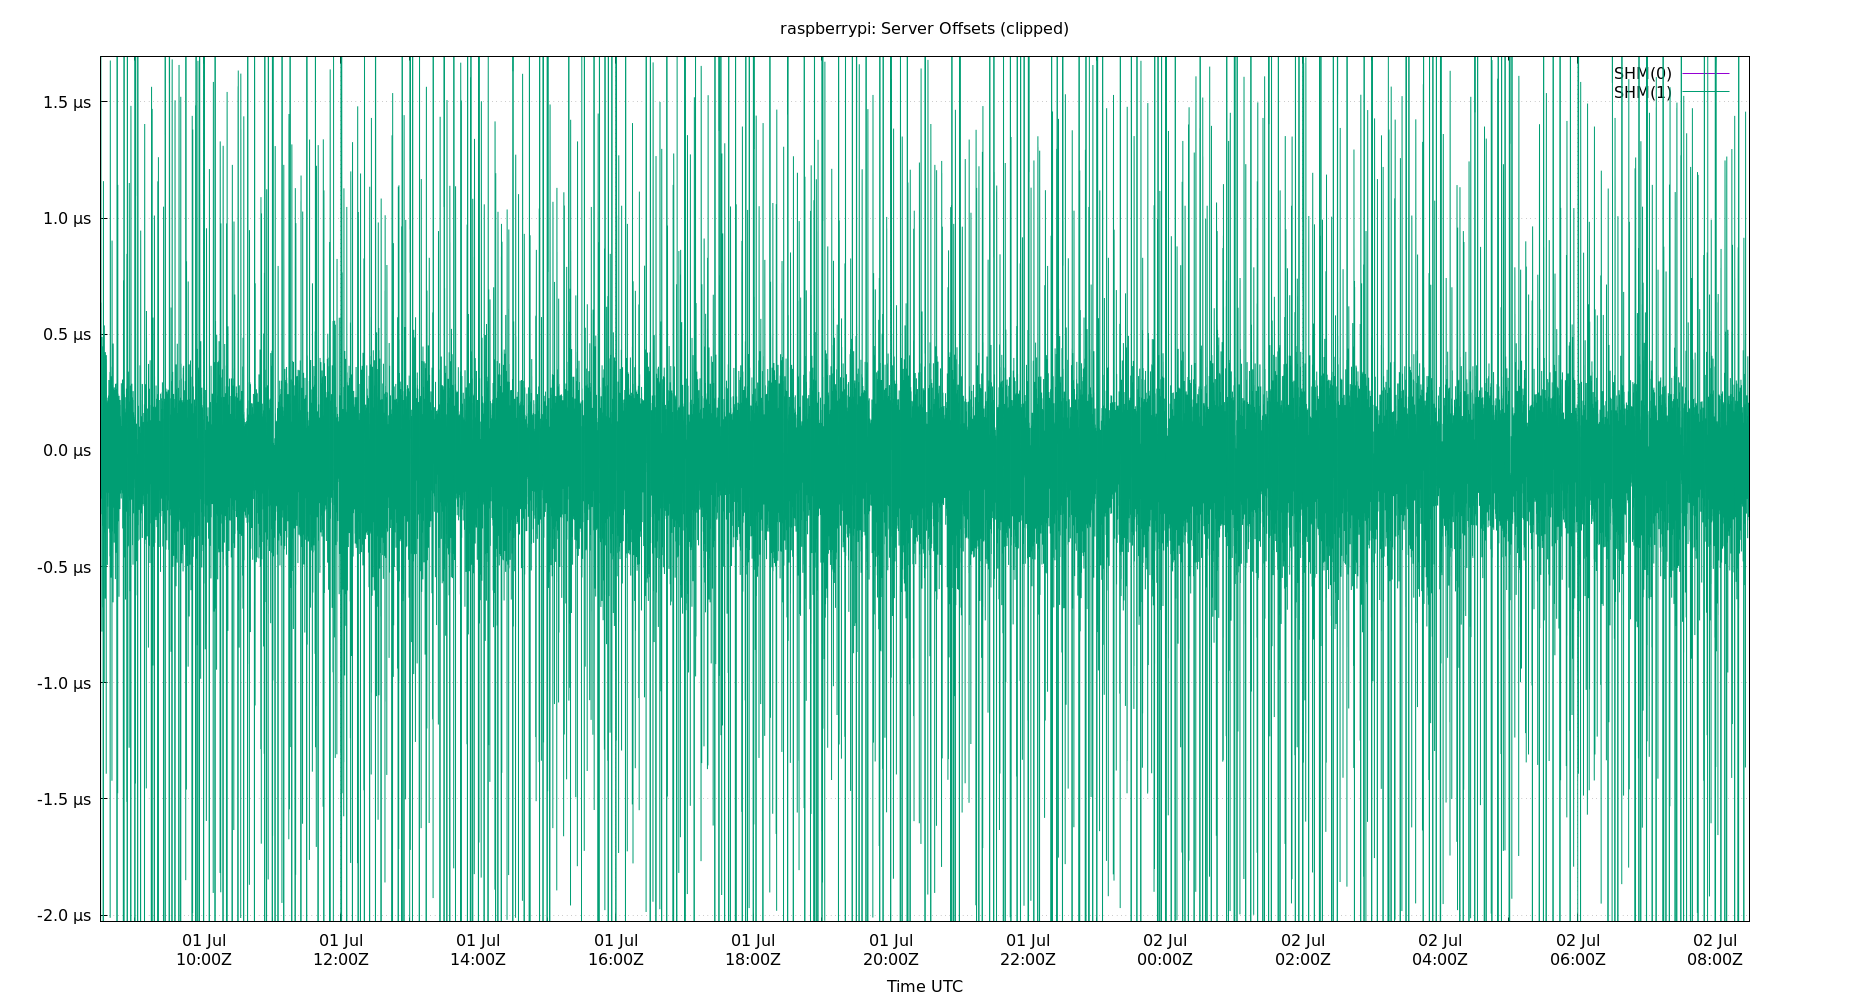 raspberrypi: Server Offsets (clipped)
SHM(0)
SHM(1)
1.5 µs
1.0 µs
0.5 µs
0.0 µs
-0.5 µs
-1.0 µs
-1.5 µs
-2.0 µs
01 Jul 01 Jul 01 Jul 01 Jul 01 Jul 01 Jul 01 Jul 02 Jul 02 Jul 02 Jul 02 Jul 02 Jul
10:00Z 12:00Z 14:00Z 16:00Z 18:00Z 20:00Z 22:00Z 00:00Z 02:00Z 04:00Z 06:00Z 08:00Z
Time UTC